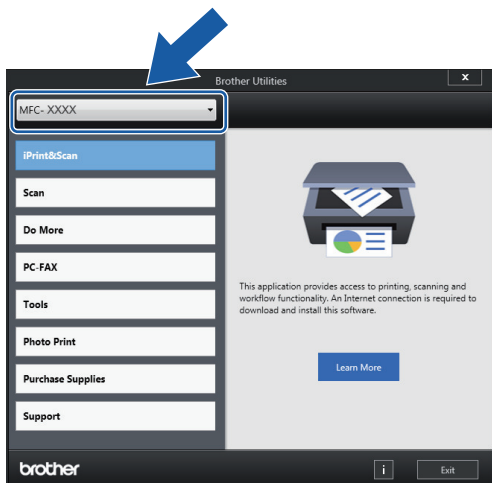 Brother Utilities
x
MFC- XXXX
iPrint&Scan
Scan
Do More
PC-FAX
Tools
Photo Print
Purchase Supplies
Support
This application provides access to printing, scanning and
workflow functionality. An Internet connection is required to
download and install this software.
Learn More
brother
i
Exit